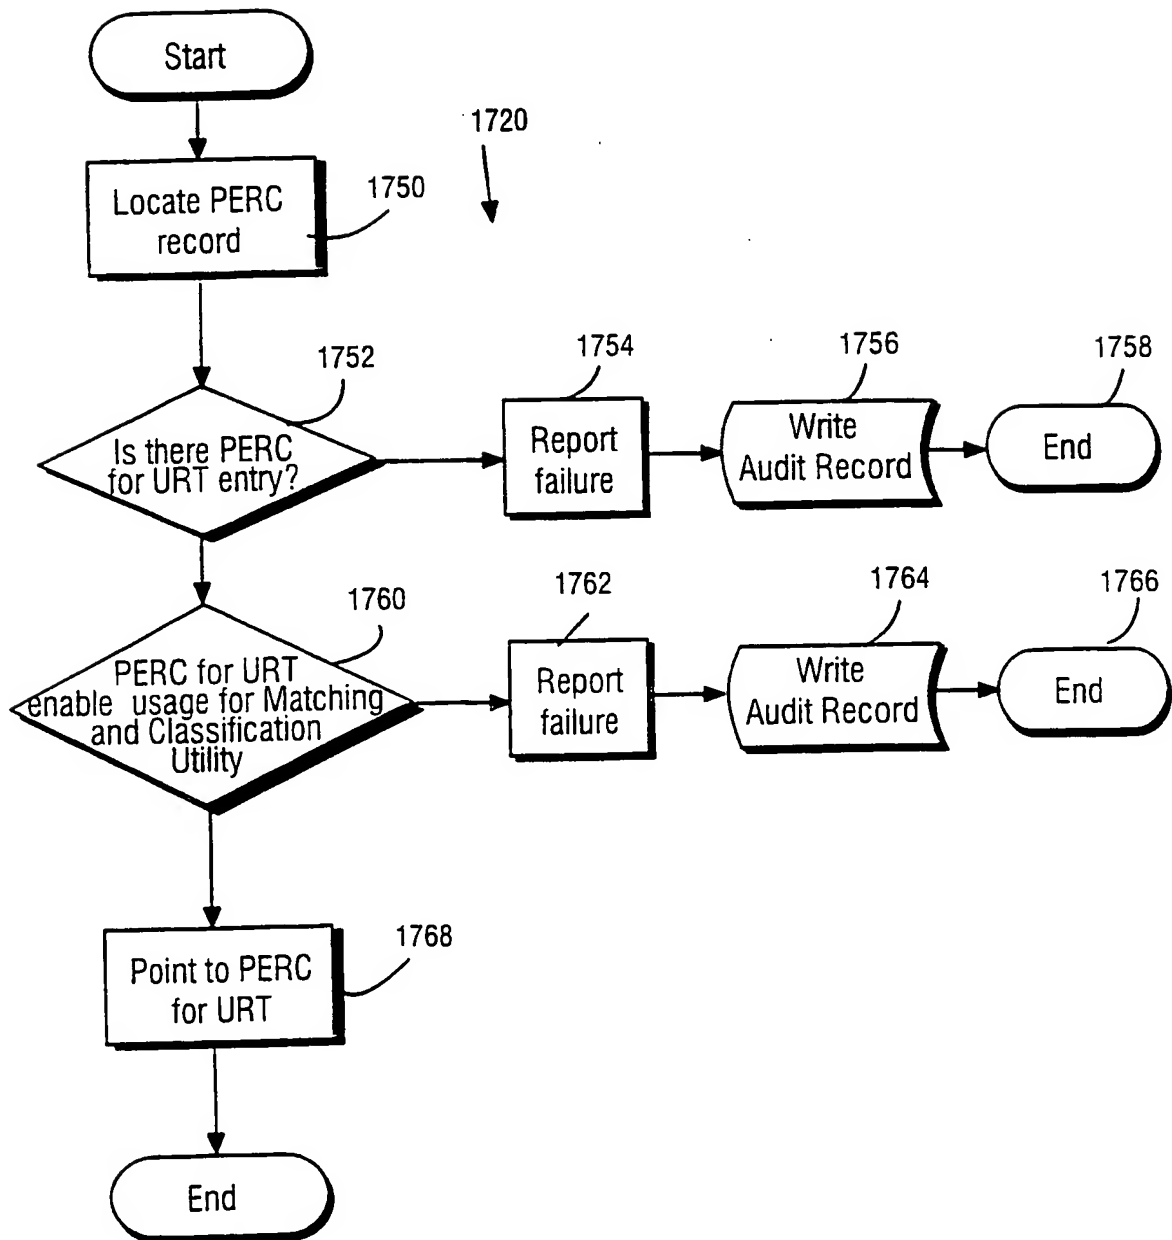 Start
1720
Locate PERC
record
1750
1752
Is there PERC
for URT entry?
1754
Report
failure
1756
Write
Audit Record
1758
End
1760
PERC for URT
enable usage for Matching
and Classification
Utility
1762
Report
failure
1764
Write
Audit Record
1766
End
Point to PERC
for URT
1768
End